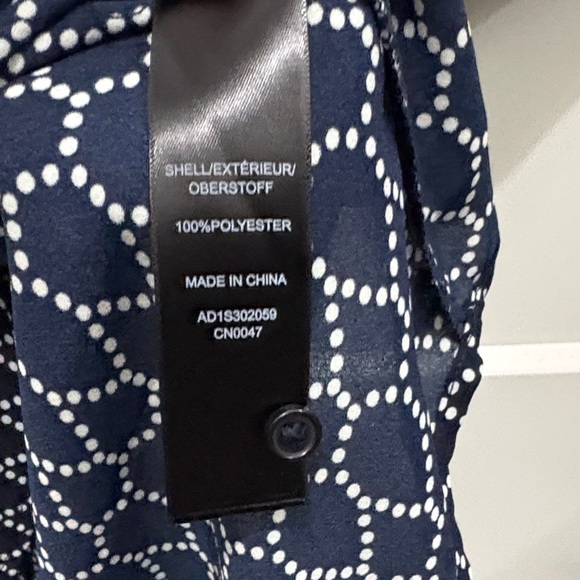 SHELL/EXTÉRIEUR/
OBERSTOFF
100%POLYESTER
MADE IN CHINA
AD1S302059
CN0047